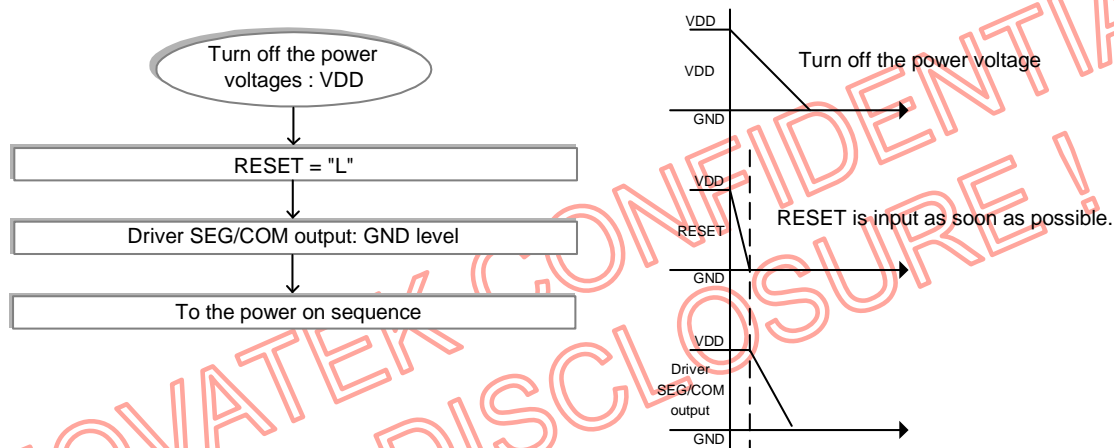 Turn off the power
voltages : VDD
RESET = "L"
Driver SEG/COM output: GND level
To the power on sequence
VDD
VDD
GND
Turn off the power voltage
VDD
RESET
GND
RESET is input as soon as possible.
VDD
Driver
SEG/COM
output
GND
NOVATEK CONFIDENTIA
DISCLOSURE !